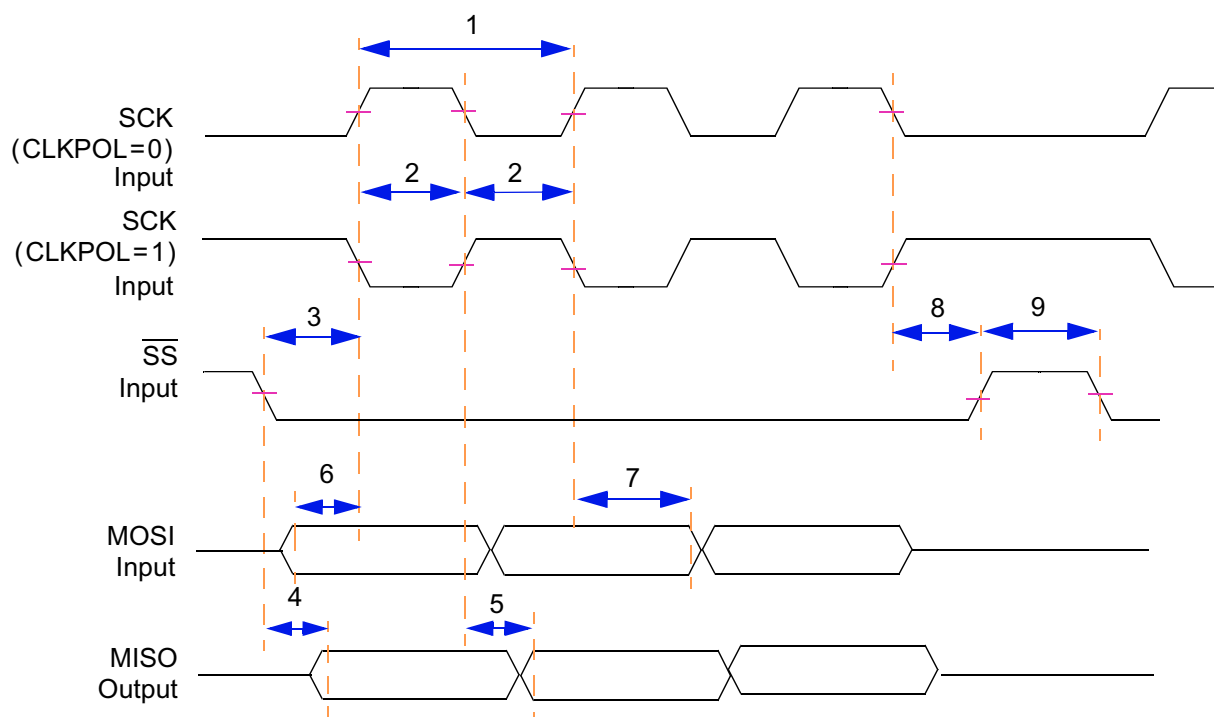 1
SCK
(CLKPOL=0)
Input
2 2
SCK
(CLKPOL=1)
Input
3 8 9
S̅S̅
Input
6 7
MOSI
Input
4 5
MISO
Output